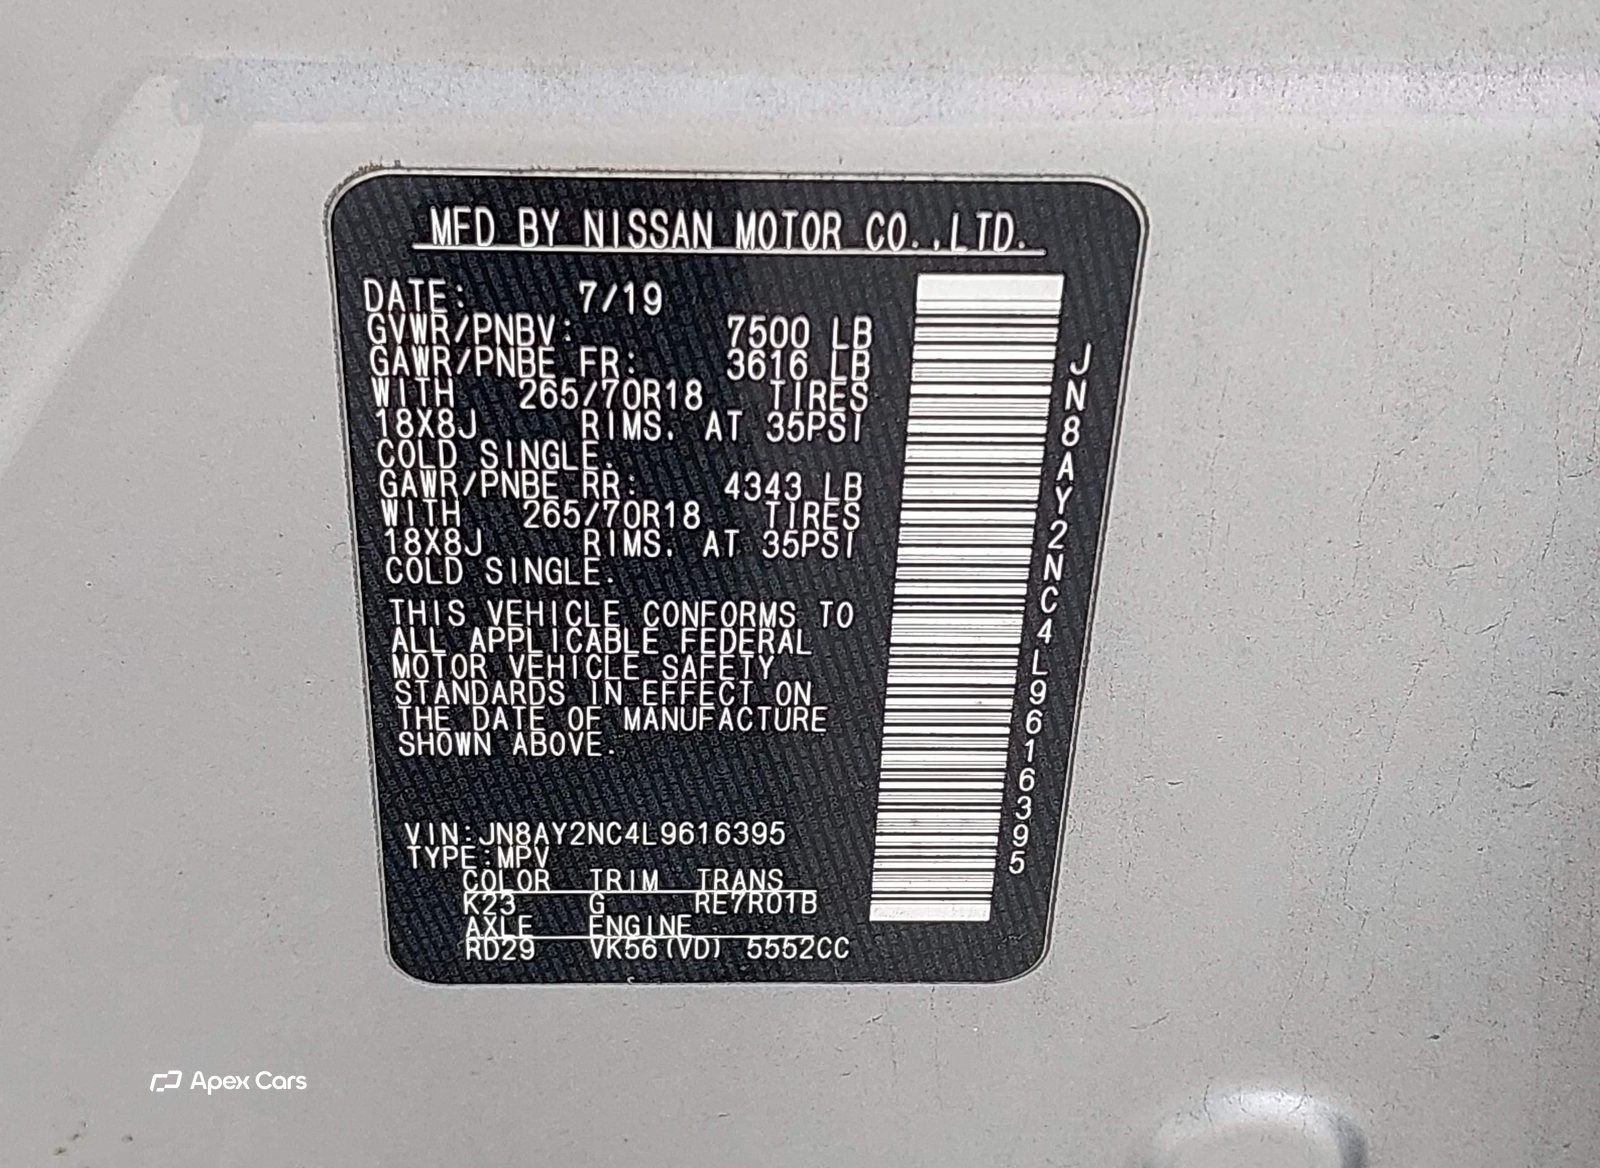 MFD BY NISSAN MOTOR CO.,LTD.
DATE: 7/19
GVWR/PNBV: 7500 LB
GAWR/PNBE FR: 3616 LB
WITH 265/70R18 TIRES
18X8J RIMS. AT 35PSI
COLD SINGLE.
GAWR/PNBE RR: 4343 LB
WITH 265/70R18 TIRES
18X8J RIMS. AT 35PSI
COLD SINGLE.
THIS VEHICLE CONFORMS TO
ALL APPLICABLE FEDERAL
MOTOR VEHICLE SAFETY
STANDARDS IN EFFECT ON
THE DATE OF MANUFACTURE
SHOWN ABOVE.
VIN:JN8AY2NC4L9616395
TYPE:MPV
COLOR TRIM TRANS
K23 G RE7R01B
AXLE ENGINE
RD29 VK56(VD) 5552CC
JN8AY2NC4L9616395
Apex Cars